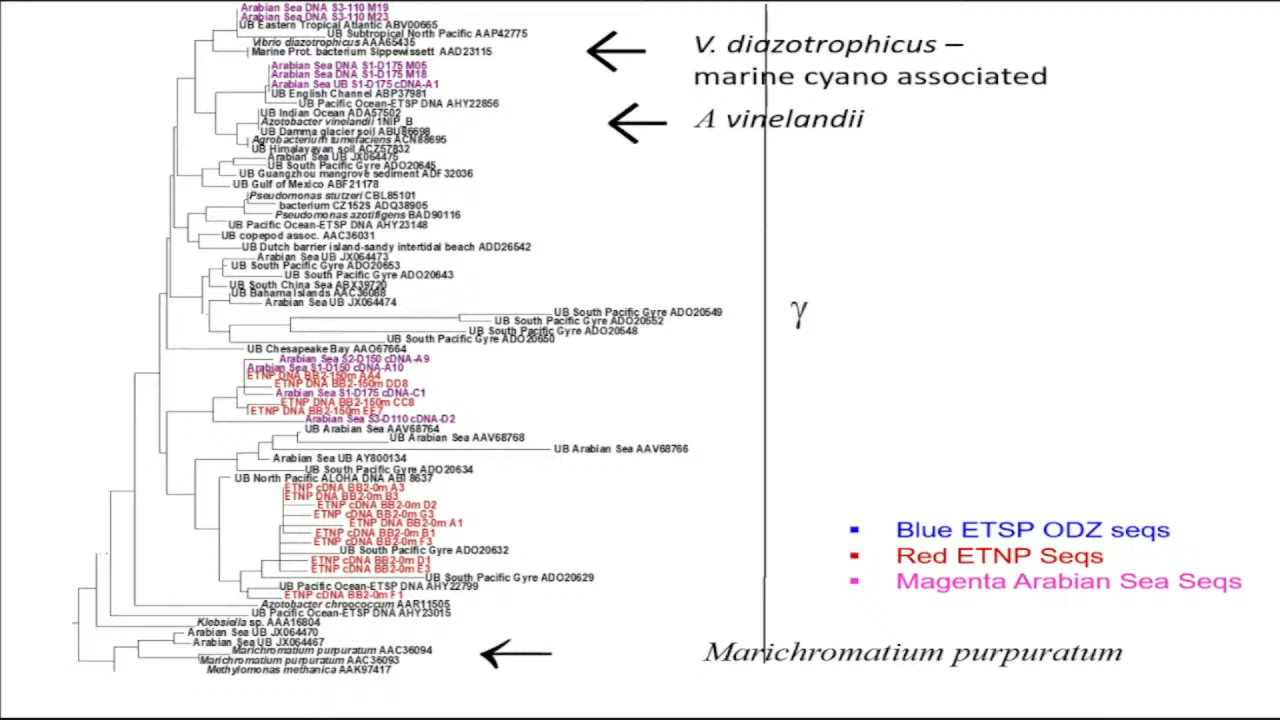 Arabian Sea DNA S3-110 M19
Arabian Sea DNA S3-110 M23
UB Eastern Tropical Atlantic ABV00665
UB Subtropical North Pacific AAP42775
Vibrio diazotrophicus AAA65435
Marine Prot. bacterium Sippewissett AAD23115
Arabian Sea DNA S1-D175 M05
Arabian Sea DNA S1-D175 M18
Arabian Sea UB S1-D175 cDNA-A1
UB English Channel ABP37981
UB Pacific Ocean-ETSP DNA AHY22856
UB Indian Ocean ADA57502
Azotobacter vinelandii 1NIP_B
UB Damma glacier soil ABU86698
Agrobacterium tumefaciens ACN88695
UB Himalayan soil ACZ57832
Arabian Sea UB JX064475
UB South Pacific Gyre ADO20645
UB Guangzhou mangrove sediment ADF32036
UB Gulf of Mexico ABF21178
Pseudomonas stutzeri CBL85101
bacterium CZ152S ADQ38905
Pseudomonas azotifigens BAD90116
UB Pacific Ocean-ETSP DNA AHY23148
UB copepod assoc. AAC36031
UB Dutch barrier island-sandy intertidal beach ADD26542
Arabian Sea UB JX064473
UB South Pacific Gyre ADO20653
UB South Pacific Gyre ADO20643
UB South China Sea ABX39720
UB Bahama Islands AAC36088
Arabian Sea UB JX064474
UB South Pacific Gyre ADO20549
UB South Pacific Gyre ADO20552
UB South Pacific Gyre ADO20548
UB South Pacific Gyre ADO20650
UB Chesapeake Bay AAO67664
Arabian Sea S2-D150 cDNA-A9
Arabian Sea S1-D150 cDNA-A10
ETNP DNA BB2-150m AA4
ETNP DNA BB2-150m DD8
Arabian Sea S1-D175 cDNA-C1
ETNP DNA BB2-150m CC8
ETNP DNA BB2-150m EE7
Arabian Sea S3-D110 cDNA-D2
UB Arabian Sea AAV68764
UB Arabian Sea AAV68768
UB Arabian Sea AAV68766
Arabian Sea UB AY800134
UB South Pacific Gyre ADO20634
UB North Pacific ALOHA DNA ABI18637
ETNP cDNA BB2-0m A3
ETNP DNA BB2-0m B3
ETNP cDNA BB2-0m D2
ETNP cDNA BB2-0m G3
ETNP DNA BB2-0m A1
ETNP cDNA BB2-0m B1
ETNP cDNA BB2-0m F3
UB South Pacific Gyre ADO20632
ETNP cDNA BB2-0m D1
ETNP cDNA BB2-0m E3
UB South Pacific Gyre ADO20629
UB Pacific Ocean-ETSP DNA AHY22799
ETNP cDNA BB2-0m F1
Azotobacter chroococcum AAR11505
UB Pacific Ocean-ETSP DNA AHY23015
Klebsiella sp. AAA16804
Arabian Sea UB JX064470
Arabian Sea UB JX064467
Marichromatium purpuratum AAC36094
Marichromatium purpuratum AAC36093
Methylomonas methanica AAK97417
V. diazotrophicus –
marine cyano associated
A vinelandii
γ
Blue ETSP ODZ seqs
Red ETNP Seqs
Magenta Arabian Sea Seqs
Marichromatium purpuratum